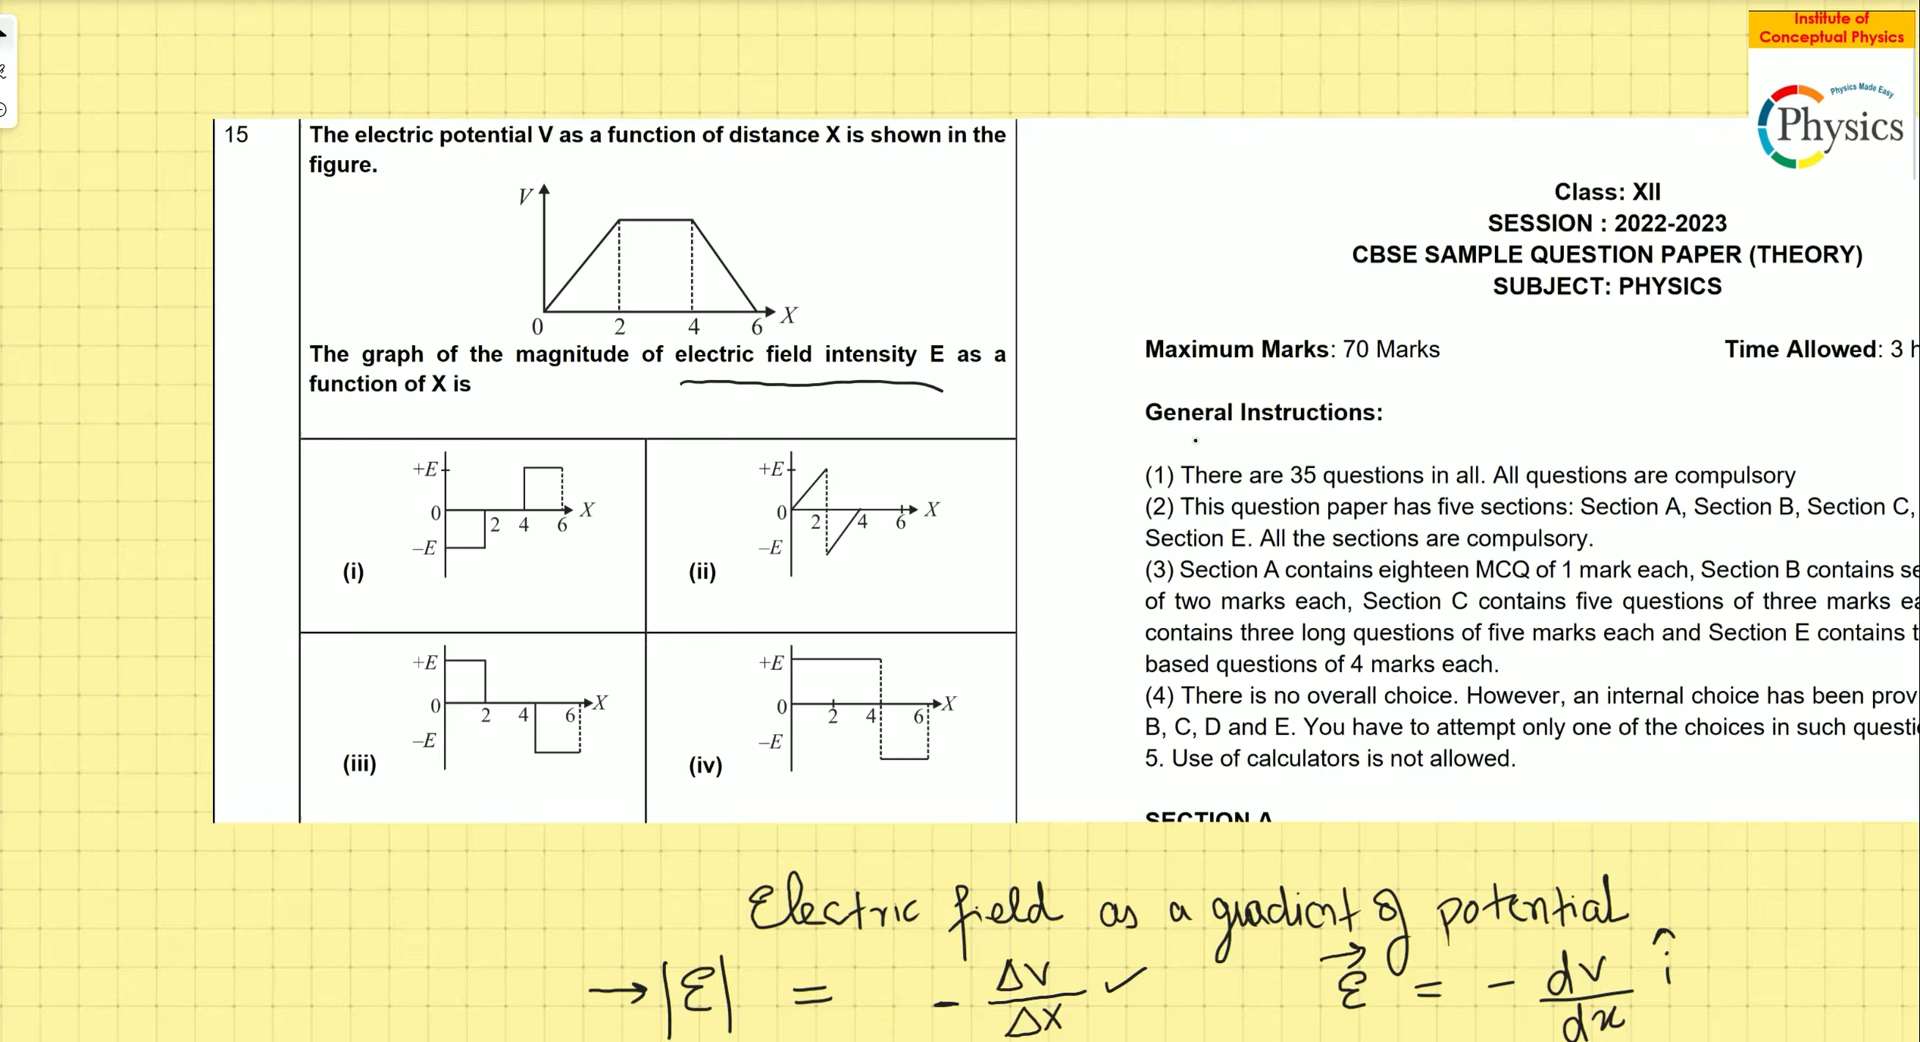 Institute of
Conceptual Physics
Physics Made Easy
Physics
15
The electric potential V as a function of distance X is shown in the
figure.
V
X
0 2 4 6
The graph of the magnitude of electric field intensity E as a
function of X is
+E
0
−E
2 4 6 X
(i)
+E
0
−E
2 4 6 X
(ii)
+E
0
−E
2 4 6 X
(iii)
+E
0
−E
2 4 6 X
(iv)
Class: XII
SESSION : 2022-2023
CBSE SAMPLE QUESTION PAPER (THEORY)
SUBJECT: PHYSICS
Maximum Marks: 70 Marks Time Allowed: 3 h
General Instructions:
(1) There are 35 questions in all. All questions are compulsory
(2) This question paper has five sections: Section A, Section B, Section C,
Section E. All the sections are compulsory.
(3) Section A contains eighteen MCQ of 1 mark each, Section B contains se
of two marks each, Section C contains five questions of three marks ea
contains three long questions of five marks each and Section E contains t
based questions of 4 marks each.
(4) There is no overall choice. However, an internal choice has been prov
B, C, D and E. You have to attempt only one of the choices in such questi
5. Use of calculators is not allowed.
SECTION A
Electric field as a gradient of potential
→ |E| = - ΔV/ΔX ✓
E⃗ = - dv/dx î